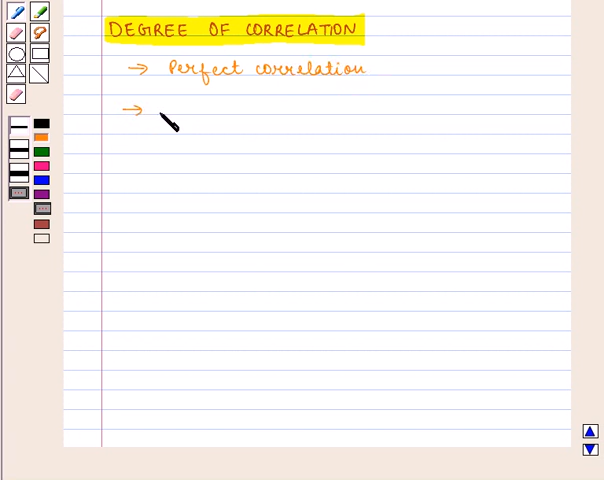 DEGREE OF CORRELATION
→ Perfect correlation
→